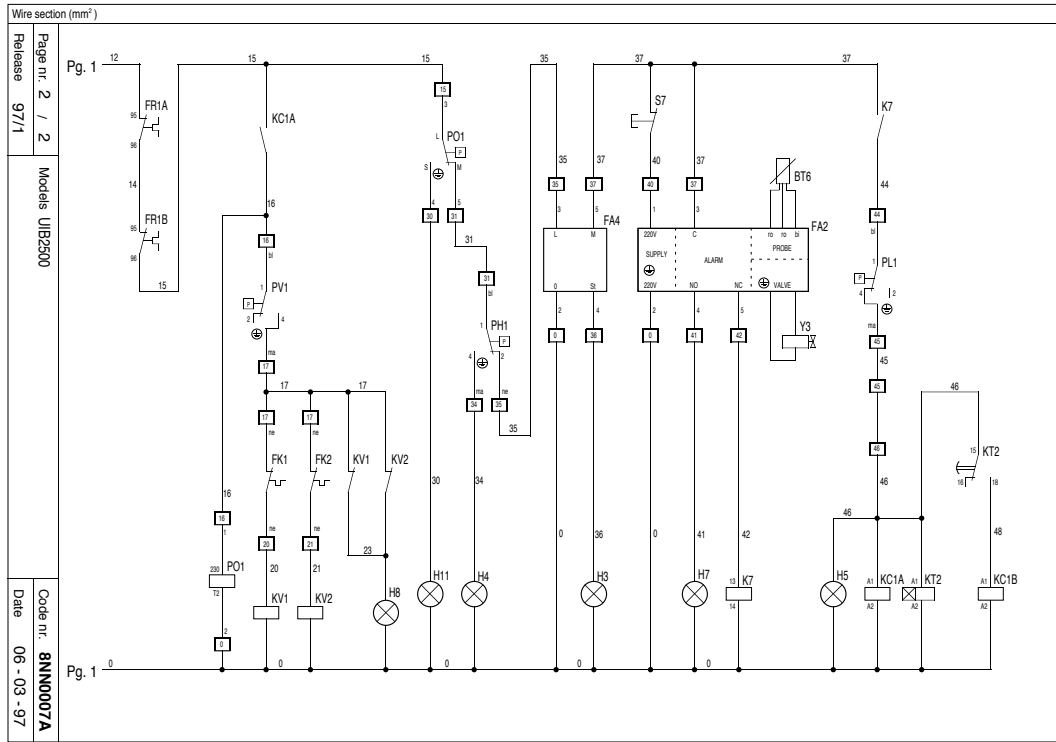 Wire section (mm²)
Page nr. 2 / 2
Release 97/1
Models UIB2500
Code nr. 8NN0007A
Date 06 - 03 - 97
Pg. 1
12
15
15
35
37
37
95
FR1A
96
14
95
FR1B
96
15
KC1A
16
16
bl
1
PV1
P
2
4
ma
17
17
17
17
ne
17
ne
FK1
FK2
KV1
KV2
ne
20
ne
21
20
21
23
KV1
KV2
H8
16
16
1
230
PO1
T2
2
0
15
3
L
PO1
P
S
M
4
30
5
31
31
31
bl
1
PH1
P
4
2
ma
34
ne
35
35
30
34
H11
H4
35
37
35
37
3
5
FA4
L
M
0
St
2
4
0
36
0
36
H3
S7
40
37
40
37
1
3
BT6
FA2
220V
C
ro
ro
bi
SUPPLY
ALARM
PROBE
220V
NO
NC
VALVE
2
4
5
0
41
42
Y3
0
41
42
H7
13
K7
14
K7
44
44
bl
1
PL1
P
4
2
ma
45
45
45
46
46
46
46
15
KT2
16
18
48
H5
A1
KC1A
A2
A1
KT2
A2
A1
KC1B
A2
Pg. 1
0
0
0
0
0